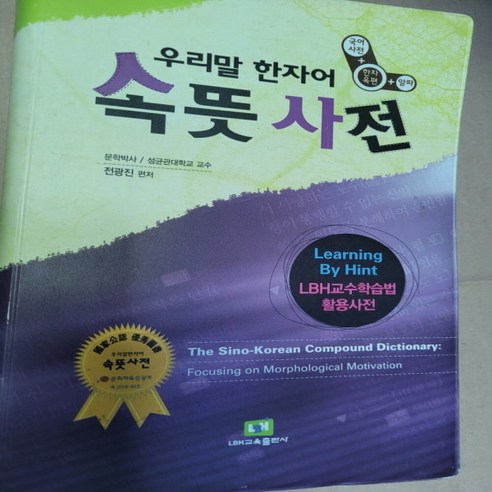 국어
사전
+
한자
옥편
+ 알파
우리말 한자어
속뜻 사전
문학박사 / 성균관대학교 교수
전광진 편저
Learning
By Hint
LBH교수학습법
활용사전
우리말한자어
속뜻사전
The Sino-Korean Compound Dictionary:
Focusing on Morphological Motivation
LBH
LBH교육출판사